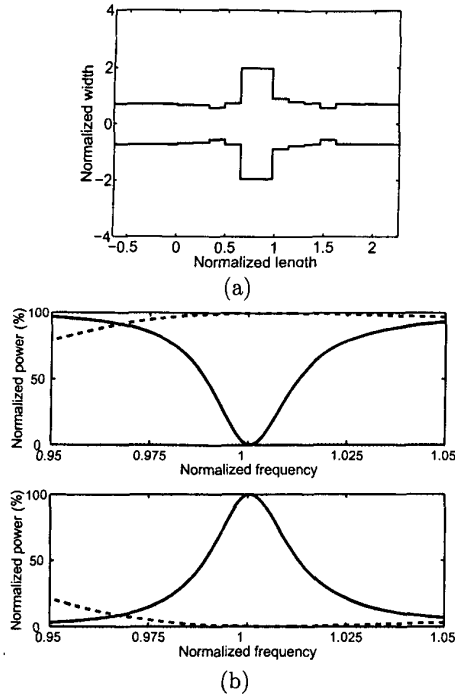 4
2
0
−2
−4
Normalized width
−0.5 0 0.5 1 1.5 2
Normalized length
(a)
100
50
0
Normalized power (%)
0.95 0.975 1 1.025 1.05
Normalized frequency
100
50
0
Normalized power (%)
0.95 0.975 1 1.025 1.05
Normalized frequency
(b)